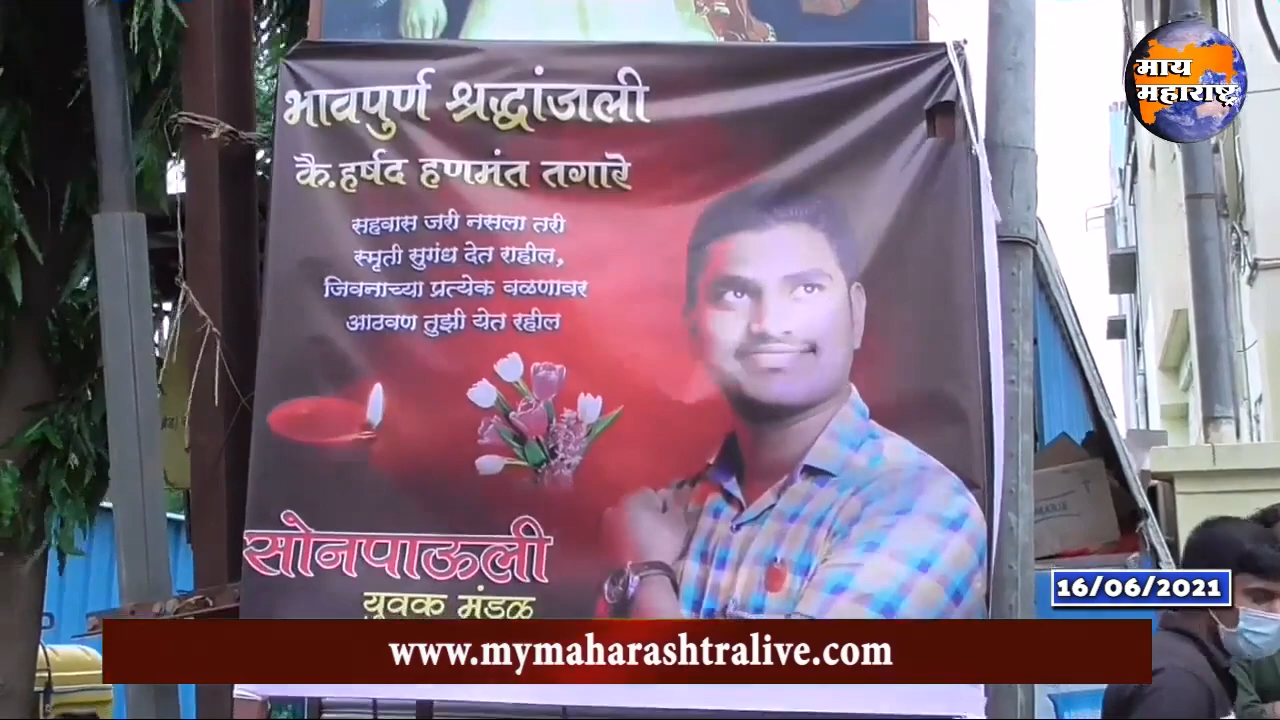 भावपुर्ण श्रद्धांजली
कै.हर्षद हणमंत तगारे
सहवास जरी नसला तरी
स्मृती सुगंध देत राहील,
जिवनाच्या प्रत्येक वळणावर
आठवण तुझी येत रहील
सोनपाऊली
युवक मंडळ
माय
महाराष्ट्र
16/06/2021
www.mymaharashtralive.com